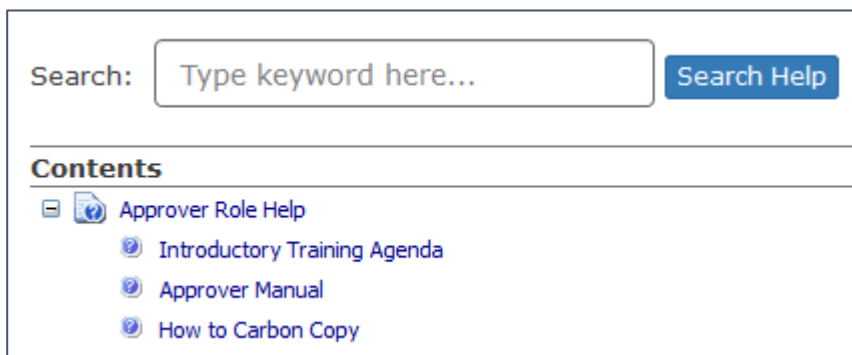 Search: Type keyword here... Search Help
Contents
Approver Role Help
Introductory Training Agenda
Approver Manual
How to Carbon Copy